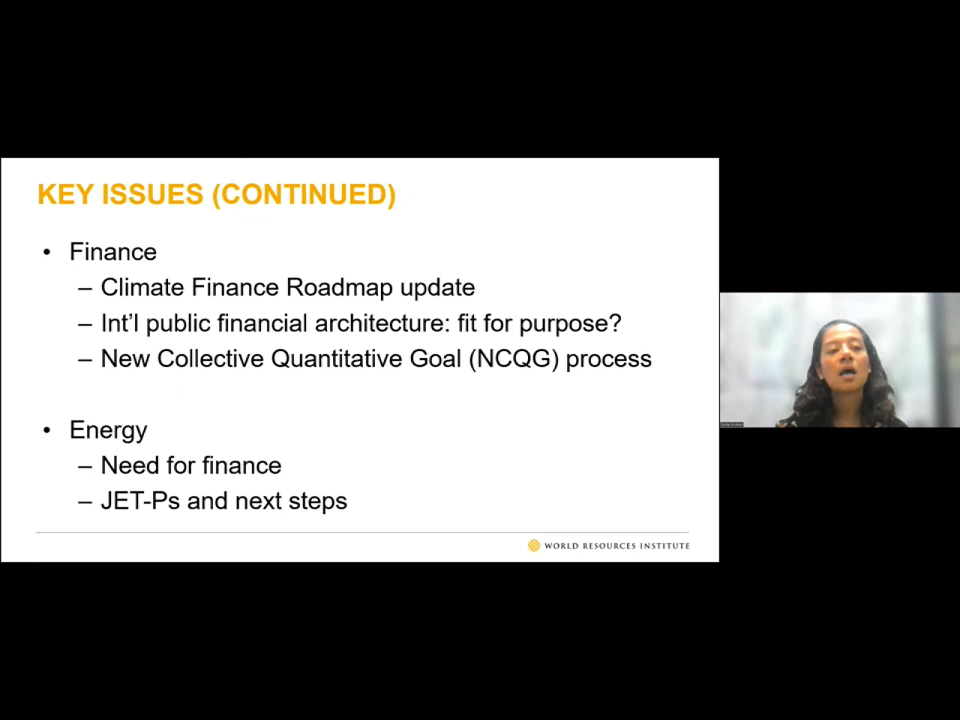 KEY ISSUES (CONTINUED)
• Finance
– Climate Finance Roadmap update
– Int'l public financial architecture: fit for purpose?
– New Collective Quantitative Goal (NCQG) process
• Energy
– Need for finance
– JET-Ps and next steps
WORLD RESOURCES INSTITUTE